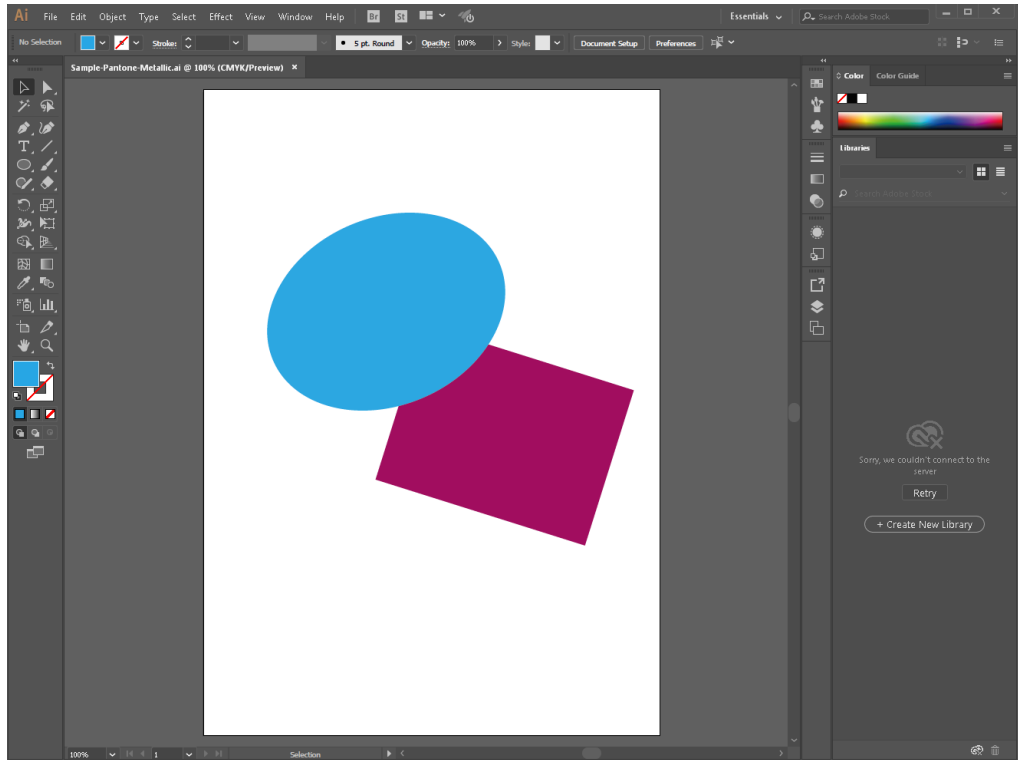 Ai File Edit Object Type Select Effect View Window Help Br St Essentials Search Adobe Stock
No Selection Stroke: 5 pt. Round Opacity: 100% Style: Document Setup Preferences
Sample-Pantone-Metallic.ai @ 100% (CMYK/Preview) ×
Color Color Guide
Libraries
Search Adobe Stock
Sorry, we couldn't connect to the
server
Retry
+ Create New Library
100% 1 Selection